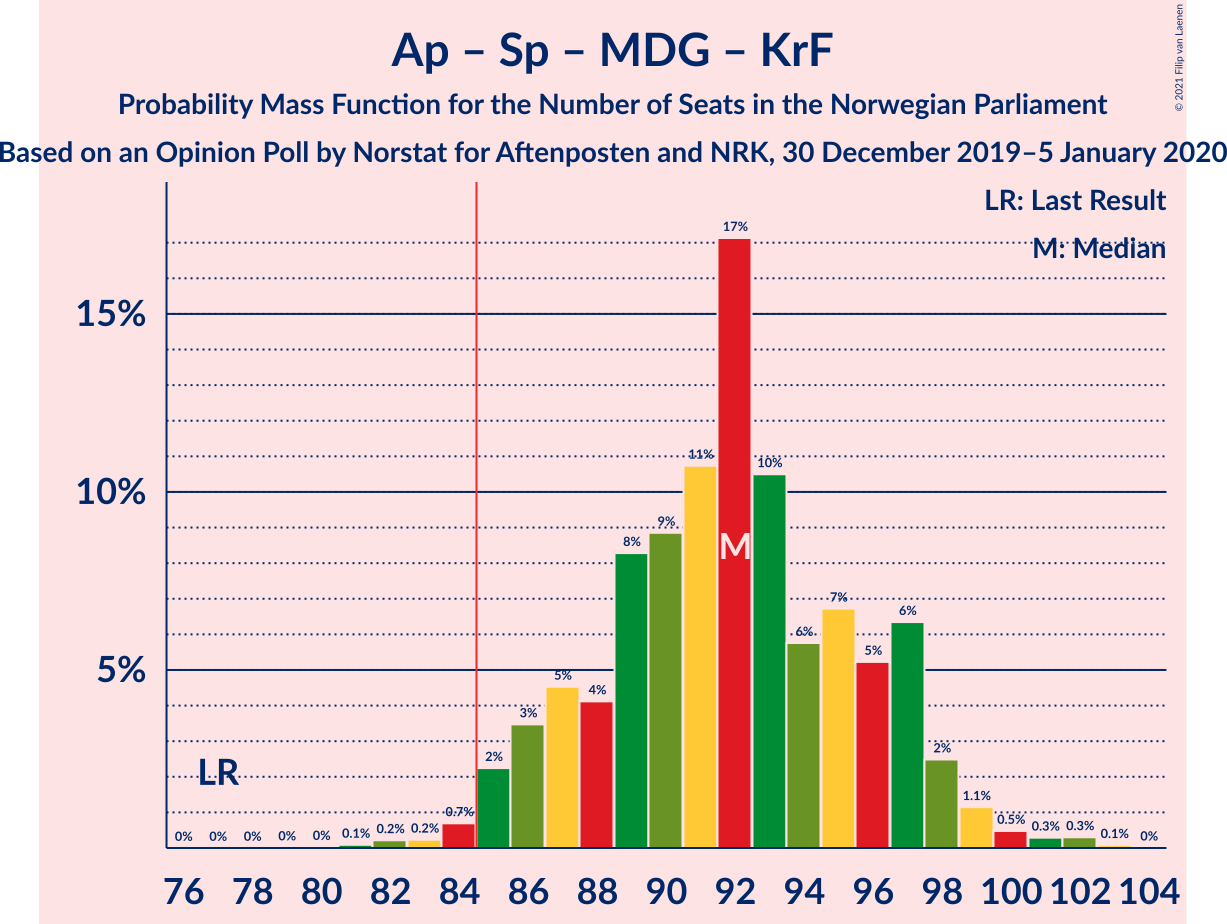 Ap – Sp – MDG – KrF
Probability Mass Function for the Number of Seats in the Norwegian Parliament
Based on an Opinion Poll by Norstat for Aftenposten and NRK, 30 December 2019–5 January 2020
© 2021 Filip van Laenen
LR: Last Result
M: Median
15%
10%
5%
LR
M
0% 0% 0% 0% 0% 0.1% 0.2% 0.2% 0.7% 2% 3% 5% 4% 8% 9% 11% 17% 10% 6% 7% 5% 6% 2% 1.1% 0.5% 0.3% 0.3% 0.1% 0%
76 78 80 82 84 86 88 90 92 94 96 98 100 102 104